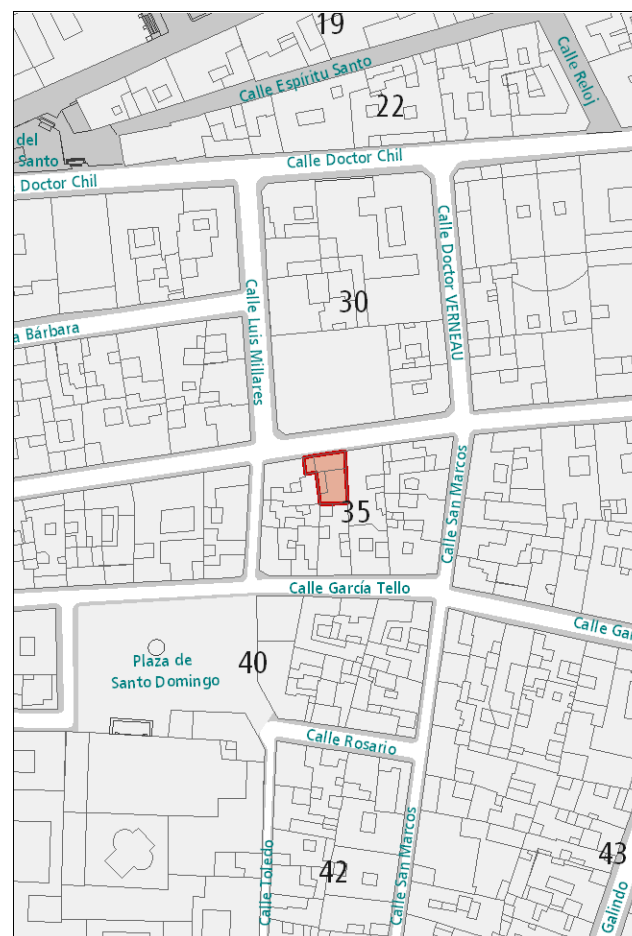 19
Calle Espíritu Santo
Calle Reloj
22
del
Santo
Calle Doctor Chil
Doctor Chil
Calle Doctor VERNEAU
Calle Luis Millares
30
a Bárbara
35
Calle San Marcos
Calle García Tello
Calle Gar
Plaza de
Santo Domingo
40
Calle Rosario
Calle Toledo
42
Calle San Marcos
43
Galindo